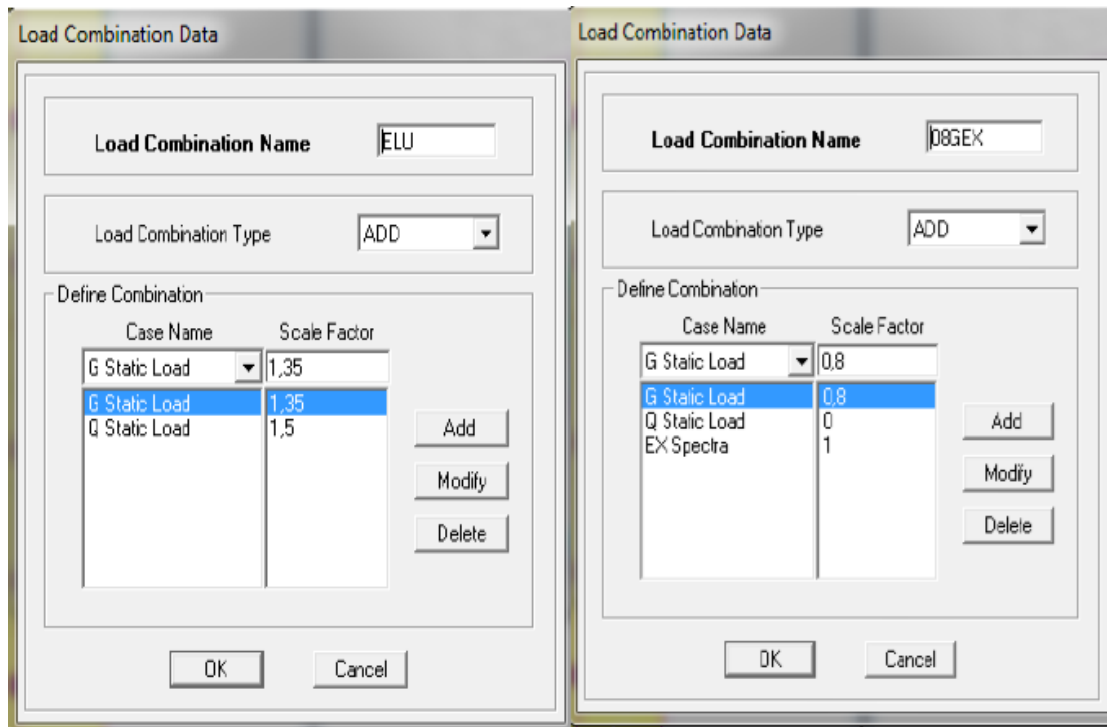 Load Combination Data
Load Combination Name
ELU
Load Combination Type
ADD
Define Combination
Case Name Scale Factor
G Static Load 1,35
G Static Load 1,35
Q Static Load 1,5
Add
Modify
Delete
OK Cancel
Load Combination Data
Load Combination Name
08GEX
Load Combination Type
ADD
Define Combination
Case Name Scale Factor
G Static Load 0,8
G Static Load 0,8
Q Static Load 0
EX Spectra 1
Add
Modify
Delete
OK Cancel